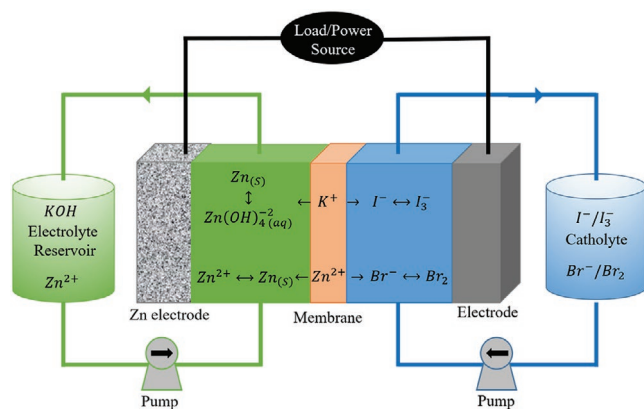 Load/Power
Source
KOH
Electrolyte
Reservoir
Zn²⁺
Zn₍S₎
↕
Zn(OH)₄⁻²₍aq₎
← K⁺ → I⁻ ↔ I₃⁻
Zn²⁺ ↔ Zn₍S₎ ← Zn²⁺ → Br⁻ ↔ Br₂
I⁻/I₃⁻
Catholyte
Br⁻/Br₂
Zn electrode
Membrane
Electrode
Pump
Pump